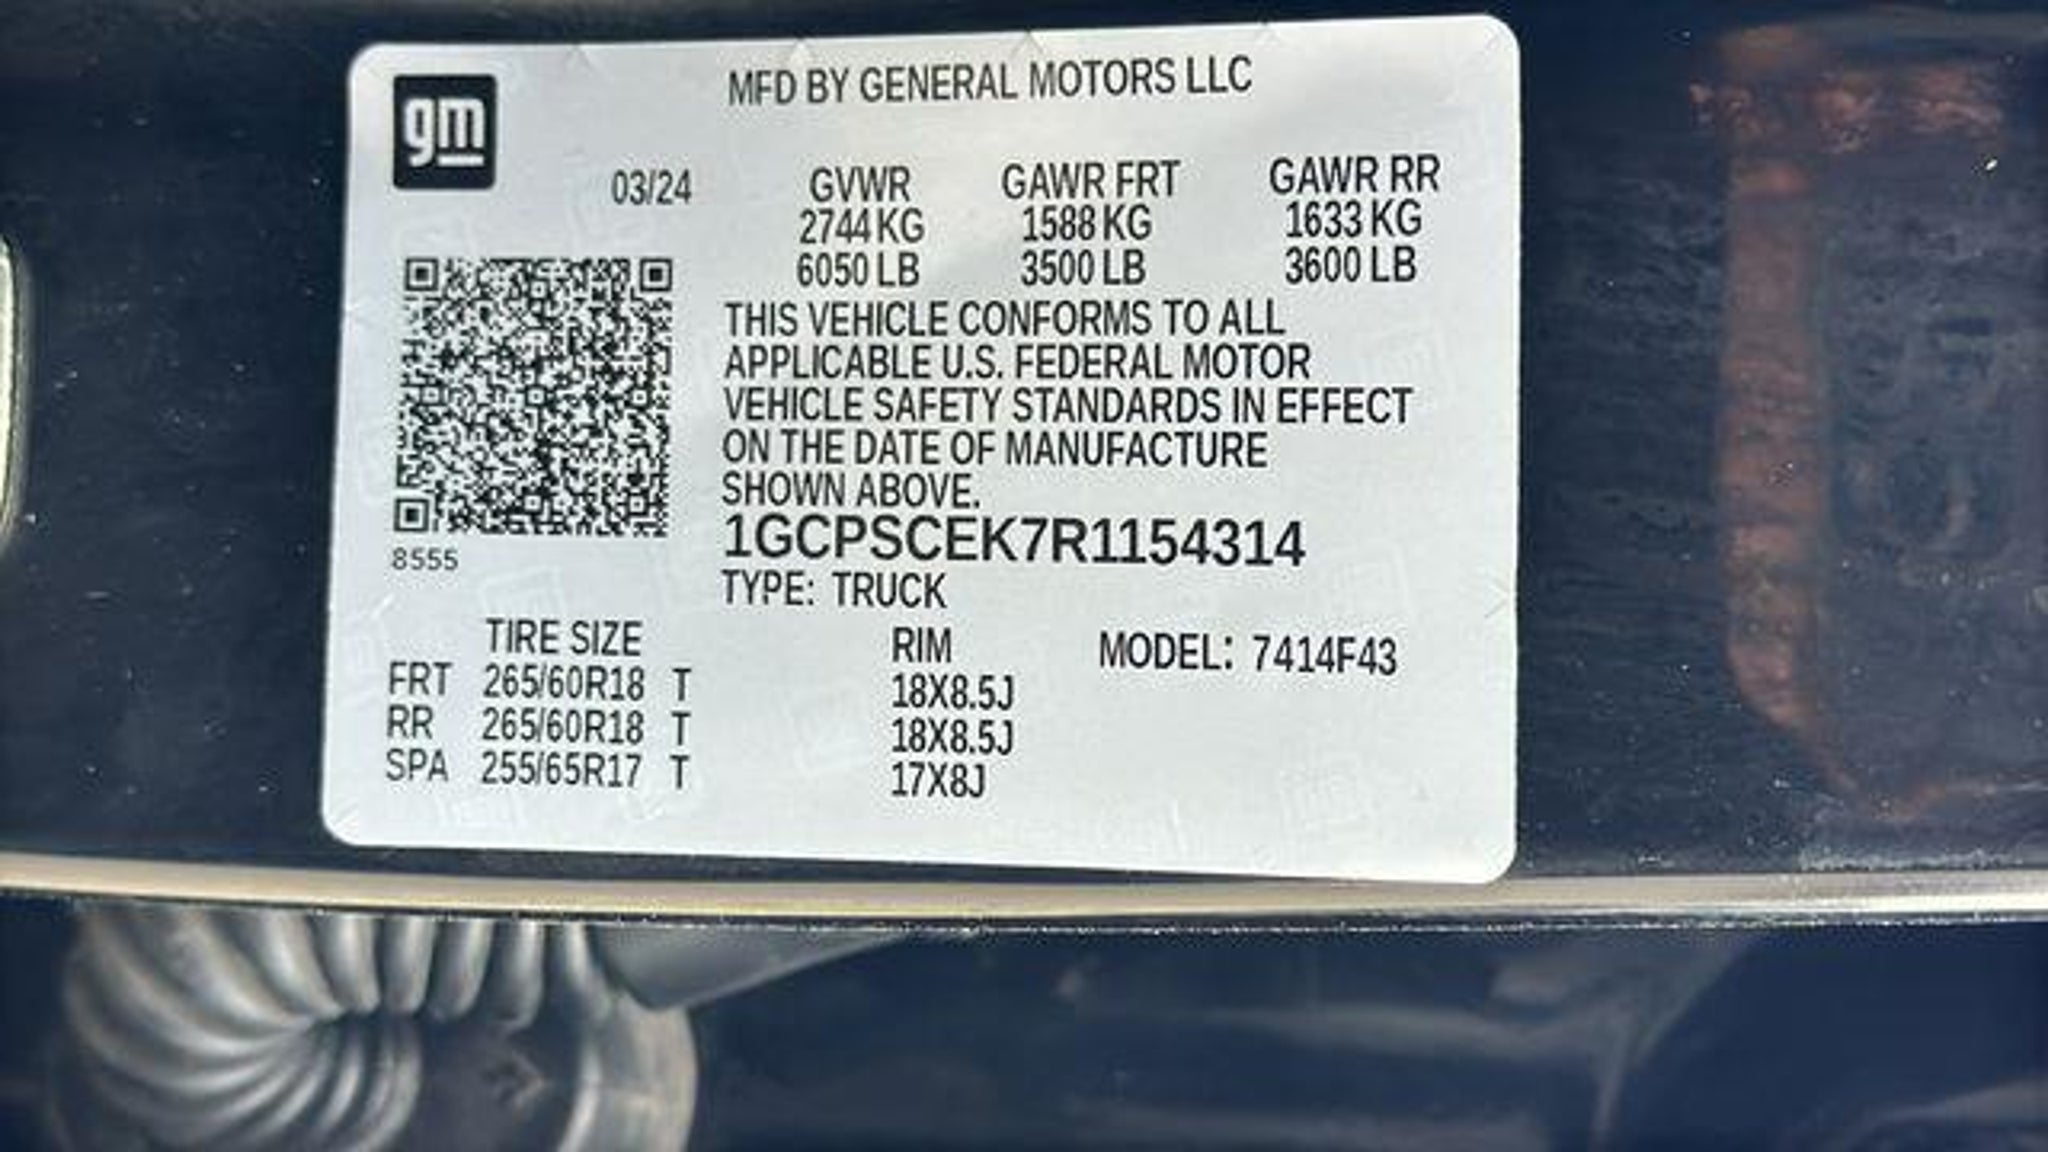 gm
MFD BY GENERAL MOTORS LLC
03/24 GVWR GAWR FRT GAWR RR
2744 KG 1588 KG 1633 KG
6050 LB 3500 LB 3600 LB
THIS VEHICLE CONFORMS TO ALL
APPLICABLE U.S. FEDERAL MOTOR
VEHICLE SAFETY STANDARDS IN EFFECT
ON THE DATE OF MANUFACTURE
SHOWN ABOVE.
1GCPSCEK7R1154314
8555
TYPE: TRUCK
TIRE SIZE RIM MODEL: 7414F43
FRT 265/60R18 T 18X8.5J
RR 265/60R18 T 18X8.5J
SPA 255/65R17 T 17X8J